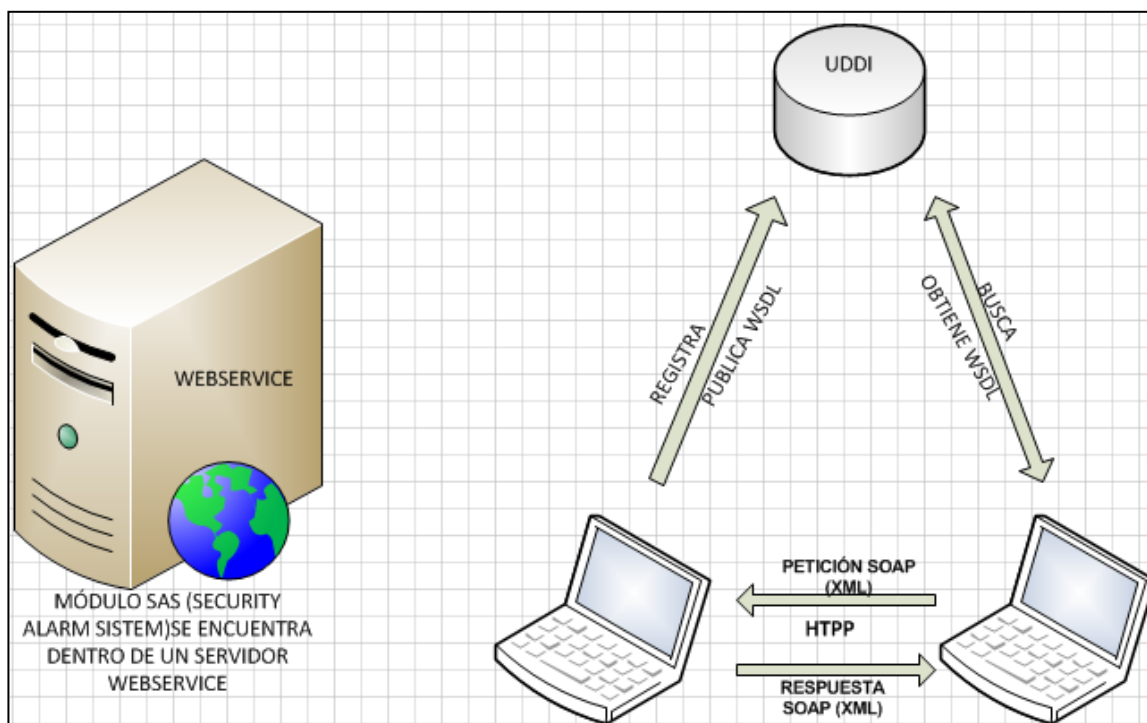 UDDI
WEBSERVICE
REGISTRA
PUBLICA WSDL
BUSCA
OBTIENE WSDL
PETICIÓN SOAP
(XML)
HTPP
RESPUESTA
SOAP (XML)
MÓDULO SAS (SECURITY
ALARM SISTEM)SE ENCUENTRA
DENTRO DE UN SERVIDOR
WEBSERVICE